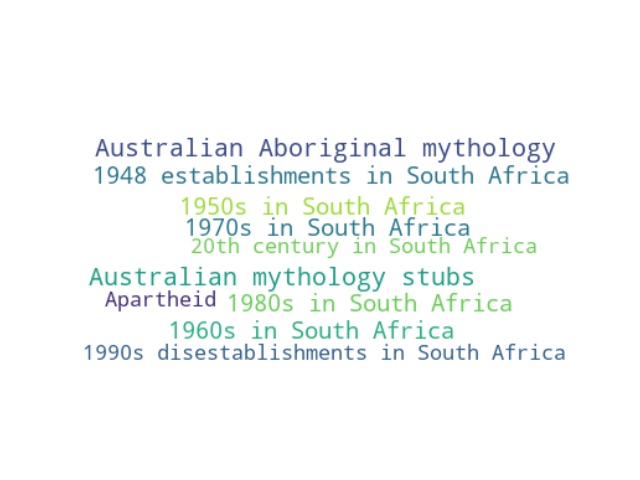 Australian Aboriginal mythology
1948 establishments in South Africa
1950s in South Africa
1970s in South Africa
20th century in South Africa
Australian mythology stubs
Apartheid 1980s in South Africa
1960s in South Africa
1990s disestablishments in South Africa